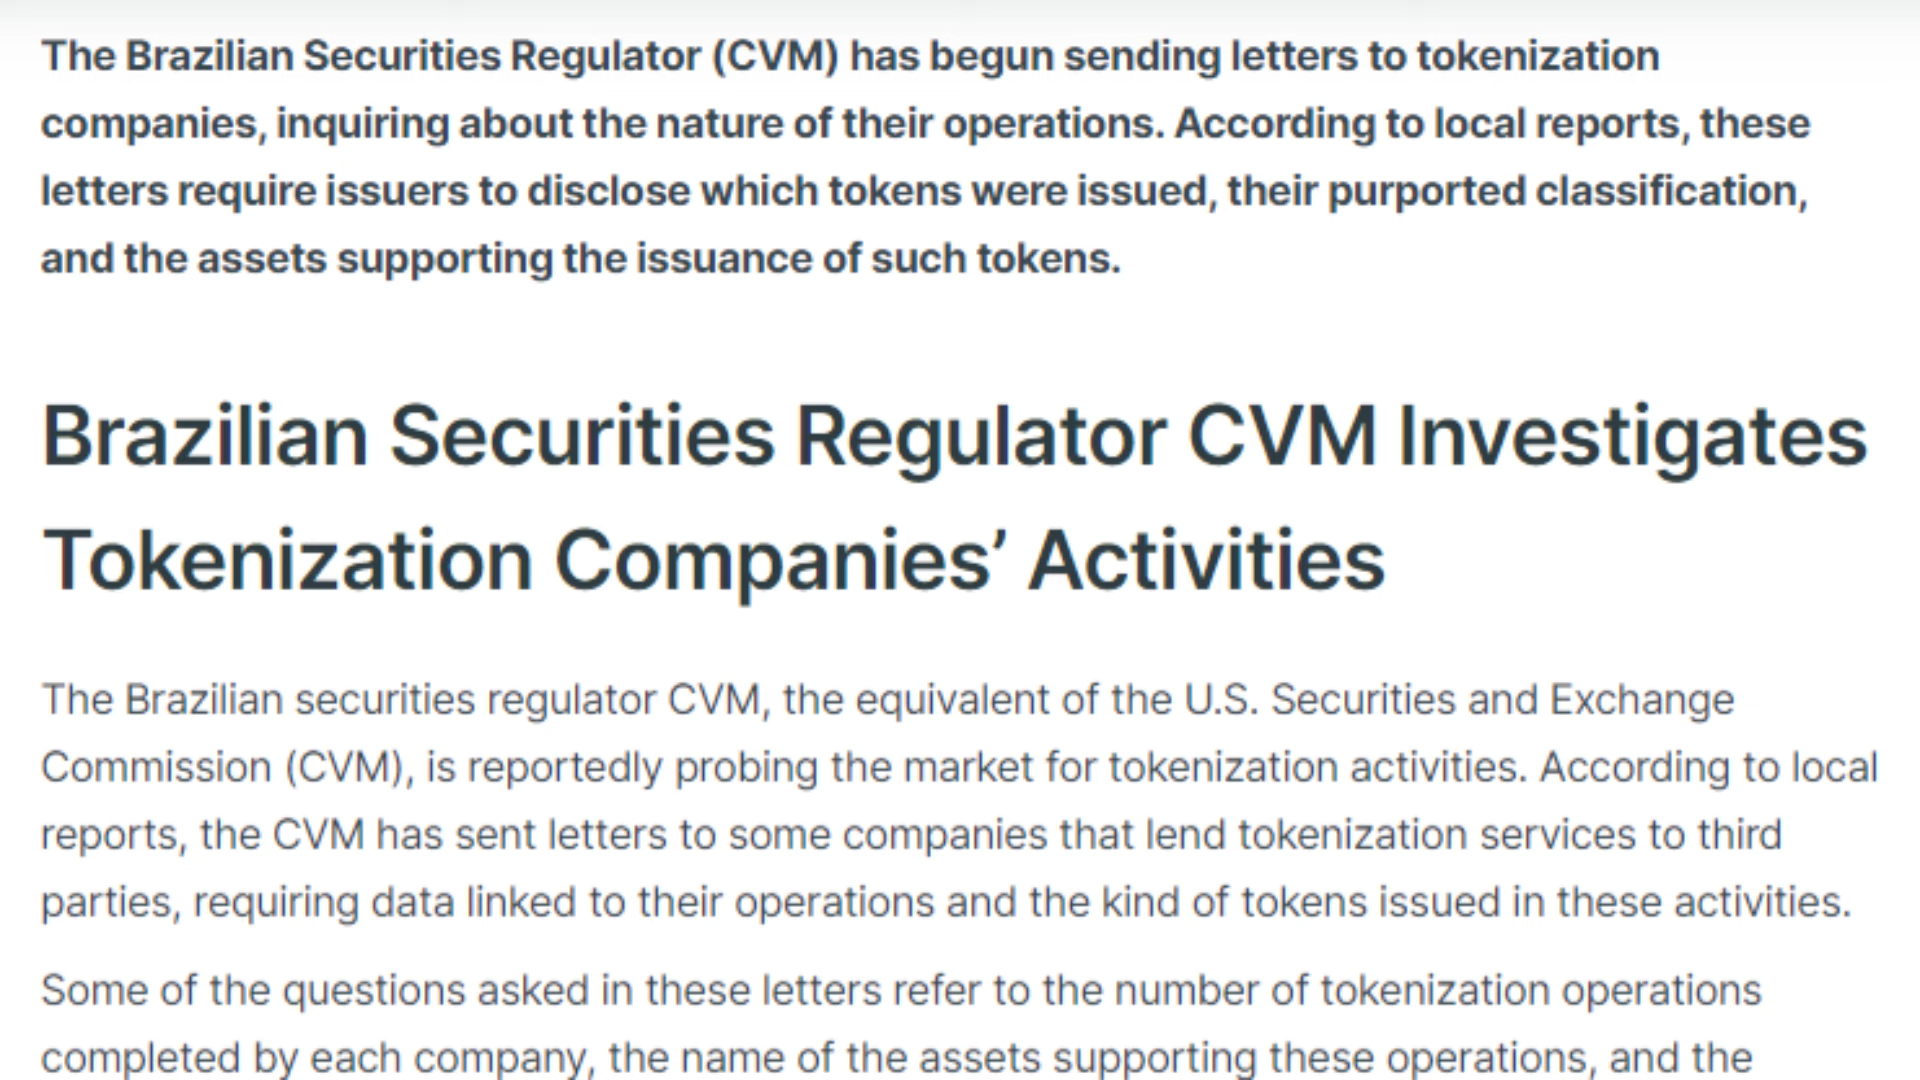 The Brazilian Securities Regulator (CVM) has begun sending letters to tokenization
companies, inquiring about the nature of their operations. According to local reports, these
letters require issuers to disclose which tokens were issued, their purported classification,
and the assets supporting the issuance of such tokens.
Brazilian Securities Regulator CVM Investigates
Tokenization Companies’ Activities
The Brazilian securities regulator CVM, the equivalent of the U.S. Securities and Exchange
Commission (CVM), is reportedly probing the market for tokenization activities. According to local
reports, the CVM has sent letters to some companies that lend tokenization services to third
parties, requiring data linked to their operations and the kind of tokens issued in these activities.
Some of the questions asked in these letters refer to the number of tokenization operations
completed by each company, the name of the assets supporting these operations, and the